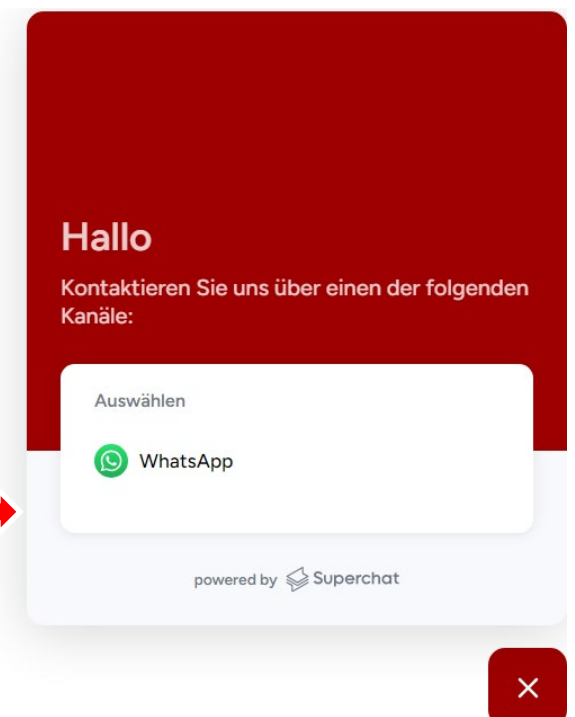 Hallo
Kontaktieren Sie uns über einen der folgenden
Kanäle:
Auswählen
WhatsApp
powered by Superchat